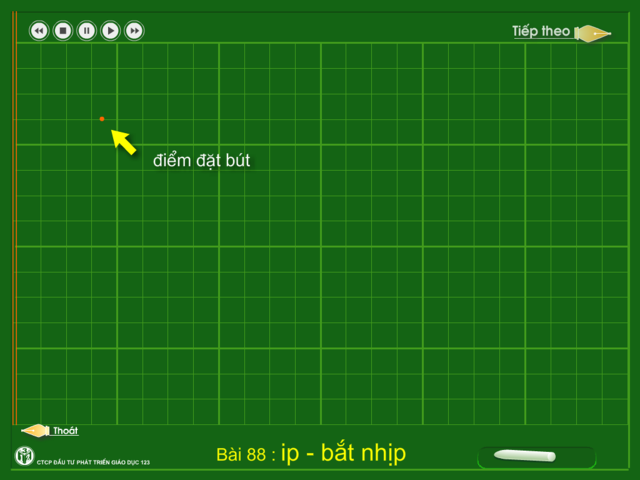 Tiếp theo
điểm đặt bút
Thoát
CTCP ĐẦU TƯ PHÁT TRIỂN GIÁO DỤC 123
Bài 88 : ip - bắt nhịp